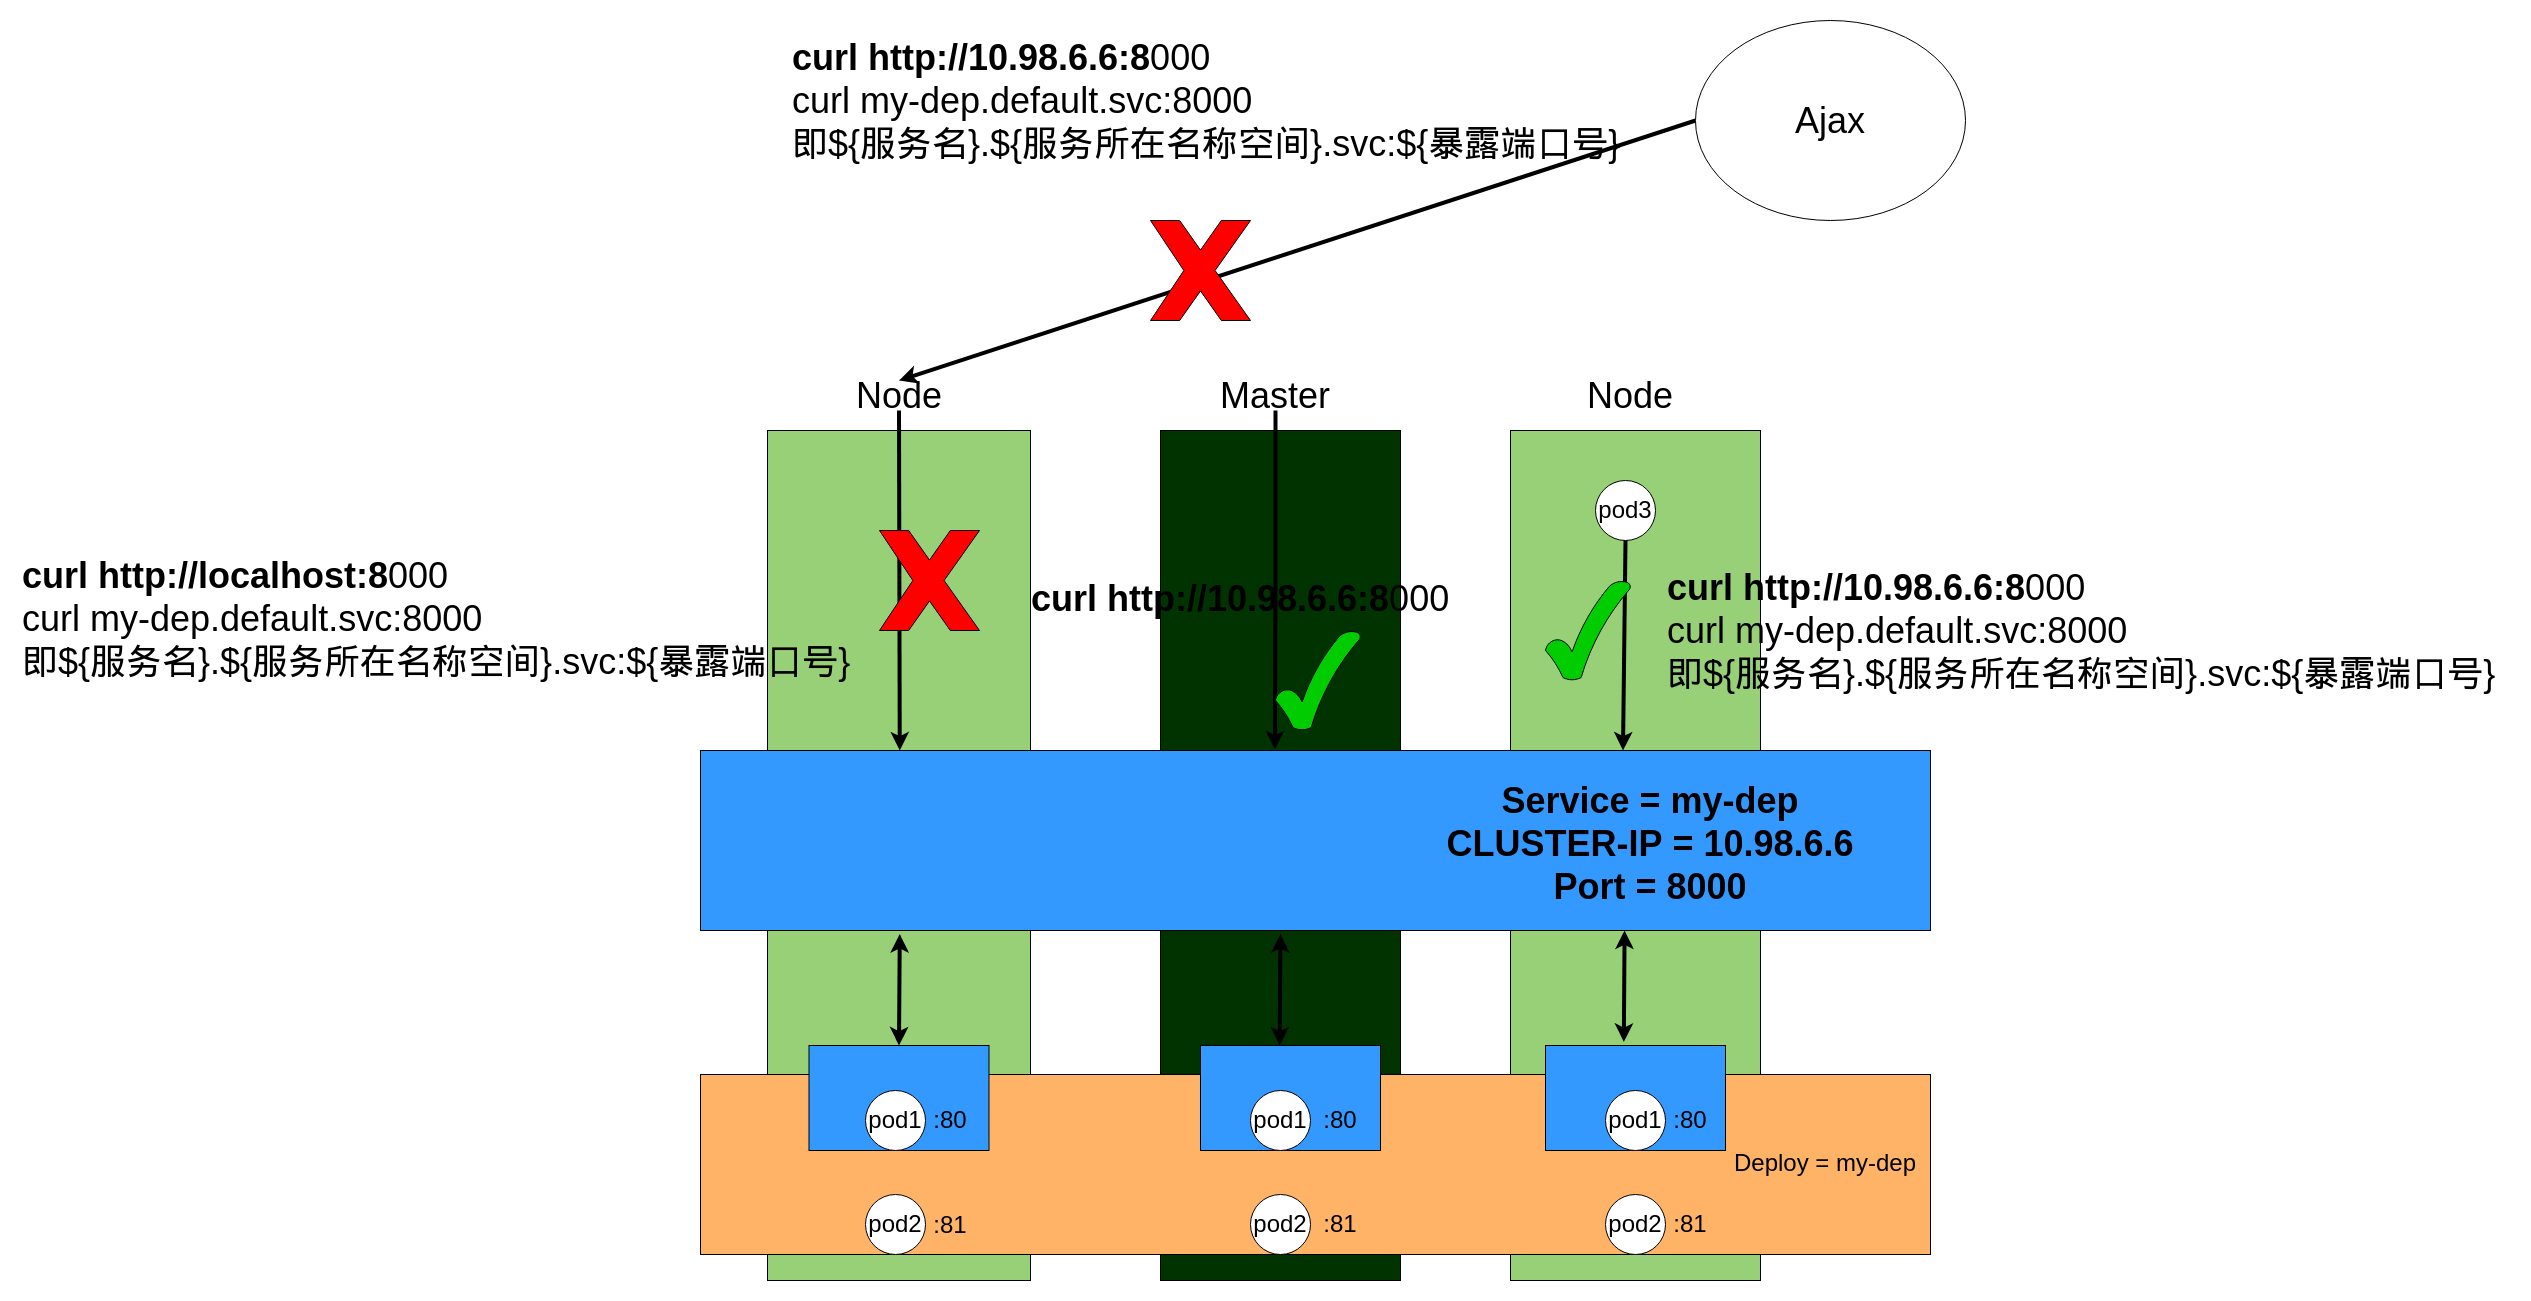 curl http://10.98.6.6:8000
curl my-dep.default.svc:8000
即${服务名}.${服务所在名称空间}.svc:${暴露端口号}
Ajax
Node
Master
Node
pod3
curl http://localhost:8000
curl my-dep.default.svc:8000
即${服务名}.${服务所在名称空间}.svc:${暴露端口号}
curl http://10.98.6.6:8000
curl http://10.98.6.6:8000
curl my-dep.default.svc:8000
即${服务名}.${服务所在名称空间}.svc:${暴露端口号}
Service = my-dep
CLUSTER-IP = 10.98.6.6
Port = 8000
pod1 :80
pod1 :80
pod1 :80
Deploy = my-dep
pod2 :81
pod2 :81
pod2 :81